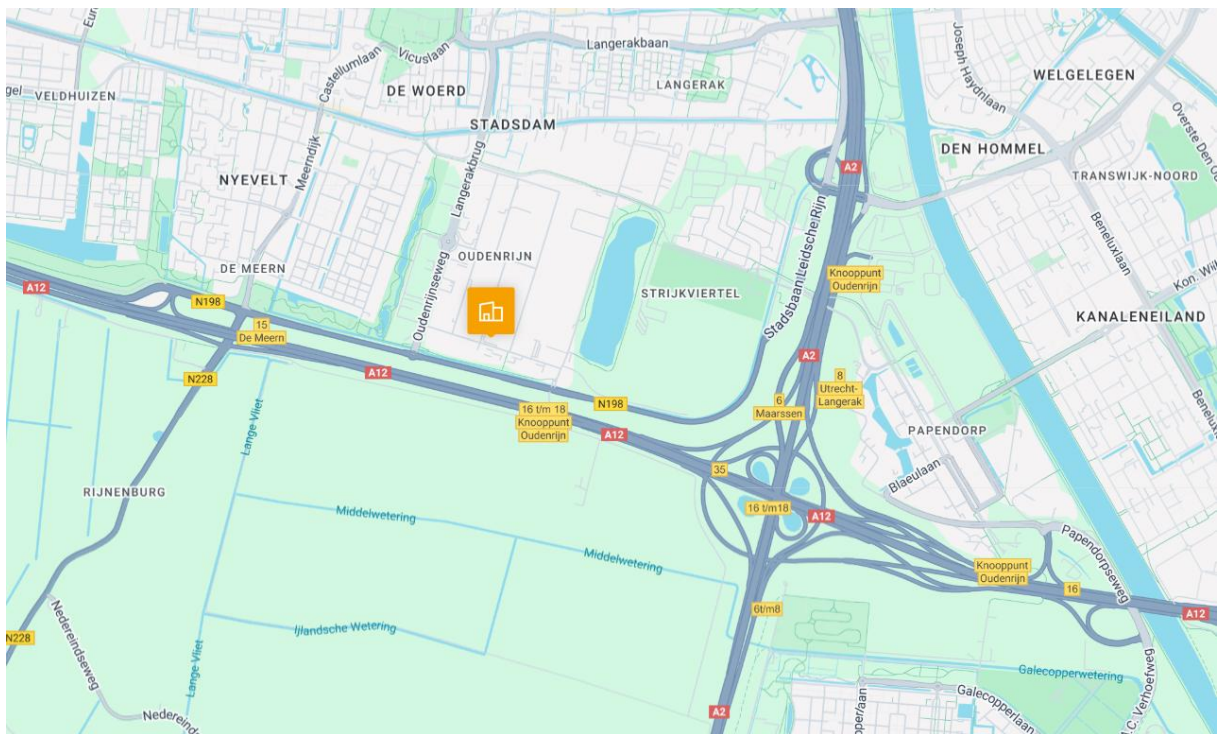 Langerakbaan
Vicuslaan
Castellumlaan
DE WOERD
LANGERAK
WELGELEGEN
Joseph Haydnlaan
VELDHUIZEN
STADSDAM
Meerndijk
Langerakbrug
A2
DEN HOMMEL
TRANSWIJK-NOORD
NYEVELT
Beneluxlaan
DE MEERN
OUDENRIJN
Stadsbaan Leidsche Rijn
Knooppunt
Oudenrijn
A12
N198
STRIJKVIERTEL
Oudenrijnseweg
KANALENEILAND
15
De Meern
A2
N228
A12
8
Utrecht-
Langerak
6
Maarssen
16 t/m 18
Knooppunt
Oudenrijn
N198
A12
PAPENDORP
Beneluxlaan
Lange Vliet
35
Blaeulaan
RIJNENBURG
Middelwetering
16 t/m18
A12
Middelwetering
Papendorpseweg
Knooppunt
Oudenrijn
16
6t/m8
A12
N228
Nedereindseweg
IJlandsche Wetering
Lange Vliet
Galecopperwetering
Galecopperlaan
A2